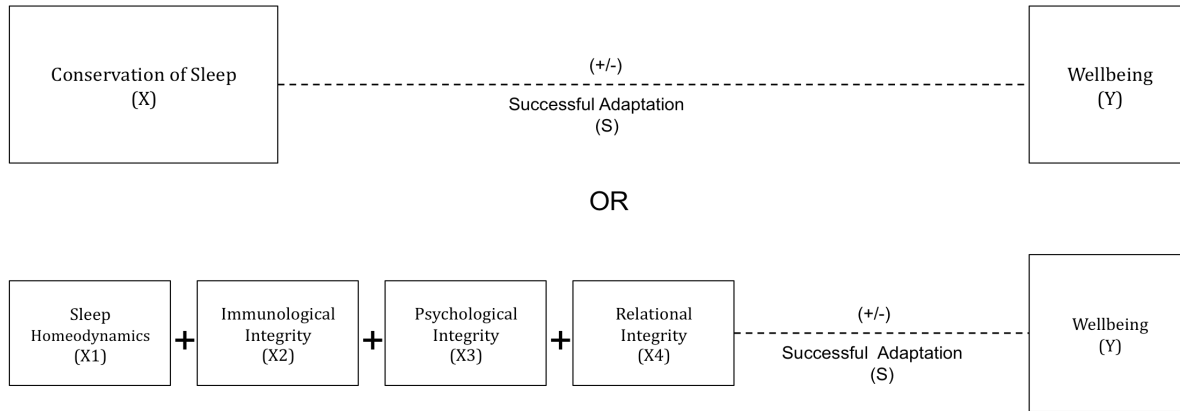 Conservation of Sleep
(X)
(+/-)
Successful Adaptation
(S)
Wellbeing
(Y)
OR
Sleep
Homeodynamics
(X1)
+
Immunological
Integrity
(X2)
+
Psychological
Integrity
(X3)
+
Relational
Integrity
(X4)
(+/-)
Successful Adaptation
(S)
Wellbeing
(Y)